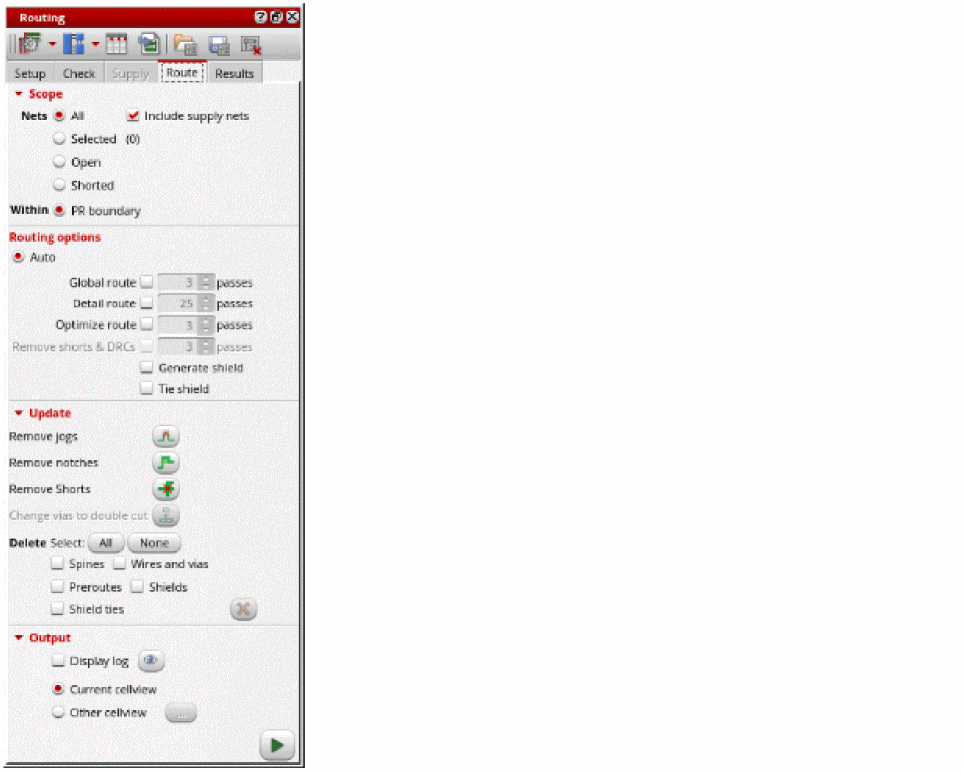 Routing
Setup Check Supply Route Results
Scope
Nets All Include supply nets
Selected (0)
Open
Shorted
Within PR boundary
Routing options
Auto
Global route 3 passes
Detail route 25 passes
Optimize route 3 passes
Remove shorts & DRCs 3 passes
Generate shield
Tie shield
Update
Remove jogs
Remove notches
Remove Shorts
Change vias to double cut
Delete Select: All None
Spines Wires and vias
Preroutes Shields
Shield ties
Output
Display log
Current cellview
Other cellview ...